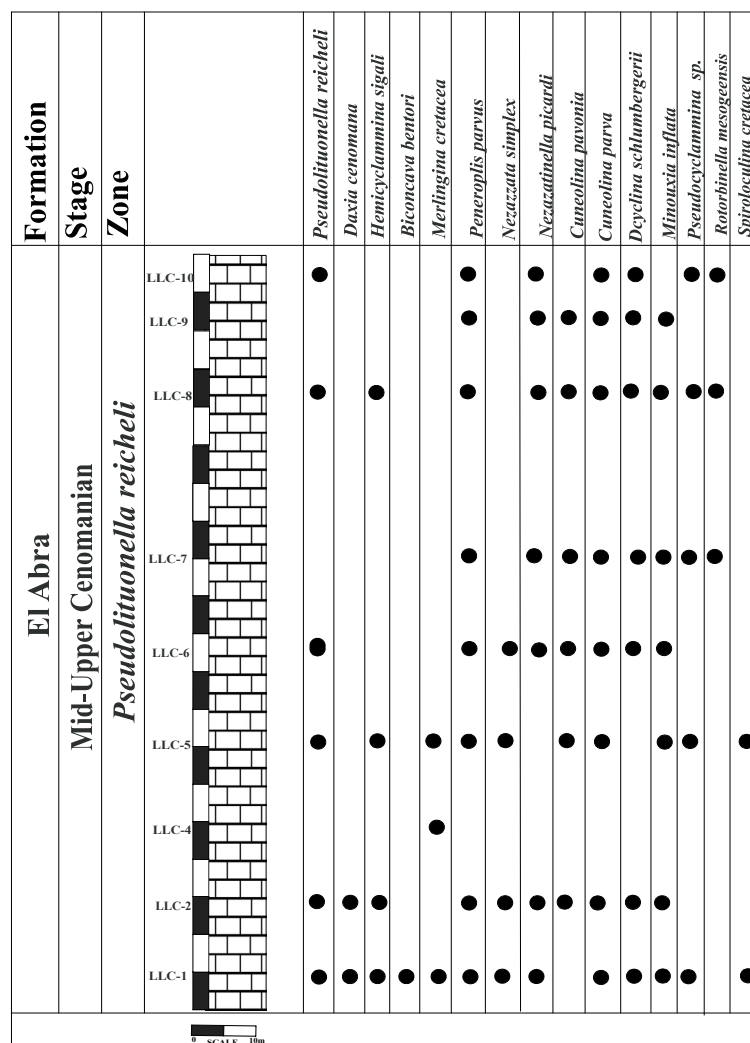 Formation
Stage
Zone
Pseudolituonella reicheli
Daxia cenomana
Hemicyclammina sigali
Biconcava bentori
Merlingina cretacea
Peneroplis parvus
Nezazzata simplex
Nezazatinella picardi
Cuneolina pavonia
Cuneolina parva
Dcyclina schlumbergerii
Minouxia inflata
Pseudocyclammina sp.
Rotorbinella mesogeensis
Spiroloculina cretacea
El Abra
Mid-Upper Cenomanian
Pseudolituonella reicheli
LLC-10
LLC-9
LLC-8
LLC-7
LLC-6
LLC-5
LLC-4
LLC-2
LLC-1
0 SCALE 10m